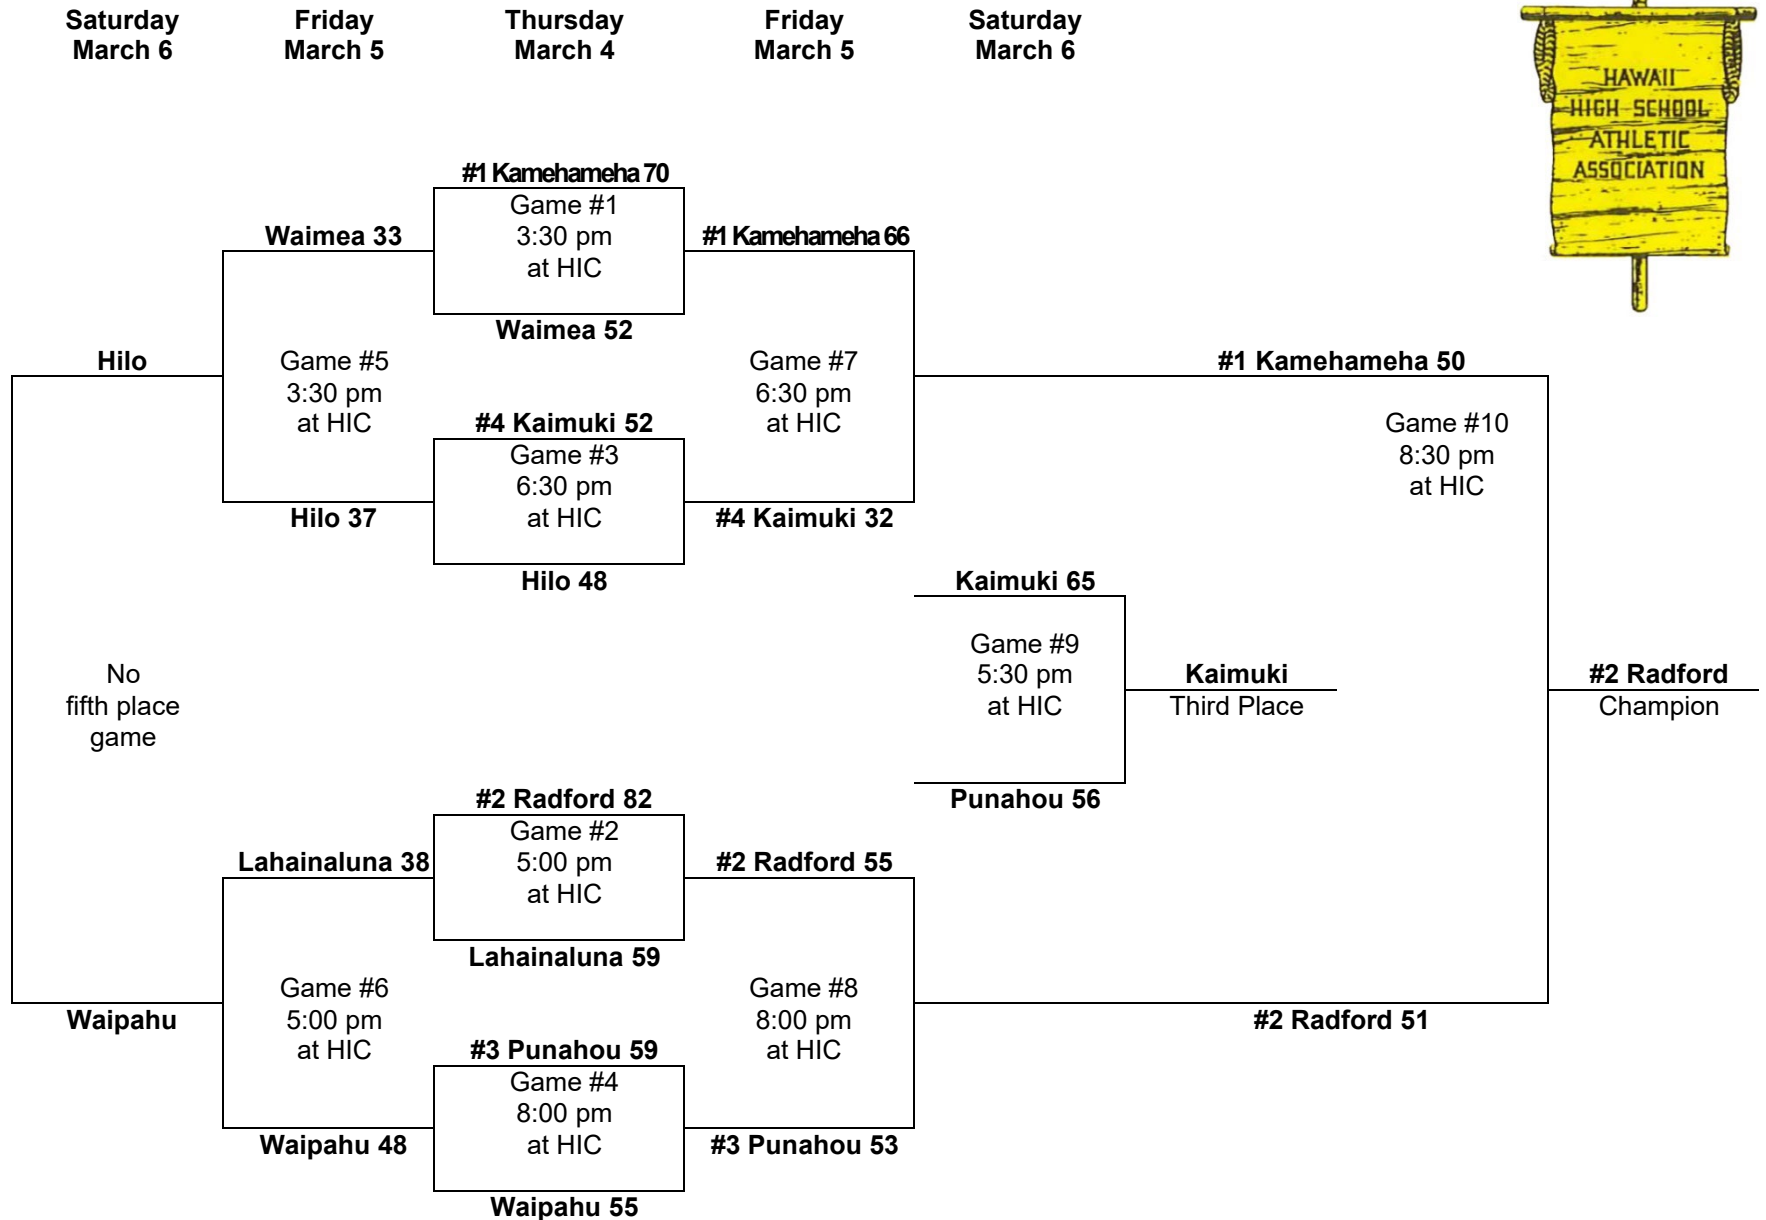 Saturday
March 6
Friday
March 5
Thursday
March 4
Friday
March 5
Saturday
March 6
HAWAII
HIGH SCHOOL
ATHLETIC
ASSOCIATION
#1 Kamehameha 70
Game #1
3:30 pm
at HIC
Waimea 52
Waimea 33
#1 Kamehameha 66
Hilo
Game #5
3:30 pm
at HIC
Game #7
6:30 pm
at HIC
#1 Kamehameha 50
#4 Kaimuki 52
Game #3
6:30 pm
at HIC
Hilo 48
Hilo 37
#4 Kaimuki 32
Game #10
8:30 pm
at HIC
Kaimuki 65
Game #9
5:30 pm
at HIC
Punahou 56
Kaimuki
Third Place
#2 Radford
Champion
No
fifth place
game
#2 Radford 82
Game #2
5:00 pm
at HIC
Lahainaluna 59
Lahainaluna 38
#2 Radford 55
Game #6
5:00 pm
at HIC
Game #8
8:00 pm
at HIC
Waipahu
#2 Radford 51
#3 Punahou 59
Game #4
8:00 pm
at HIC
Waipahu 55
Waipahu 48
#3 Punahou 53